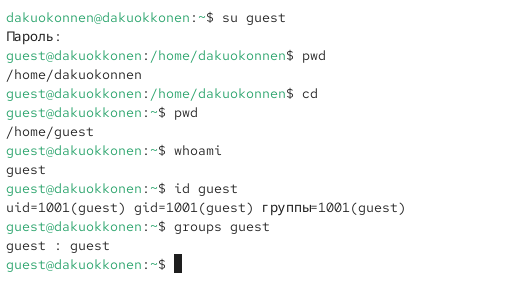 dakuokonnen@dakuokkonen:~$ su guest
Пароль:
guest@dakuokkonen:/home/dakuokonnen$ pwd
/home/dakuokonnen
guest@dakuokkonen:/home/dakuokonnen$ cd
guest@dakuokkonen:~$ pwd
/home/guest
guest@dakuokkonen:~$ whoami
guest
guest@dakuokkonen:~$ id guest
uid=1001(guest) gid=1001(guest) группы=1001(guest)
guest@dakuokkonen:~$ groups guest
guest : guest
guest@dakuokkonen:~$